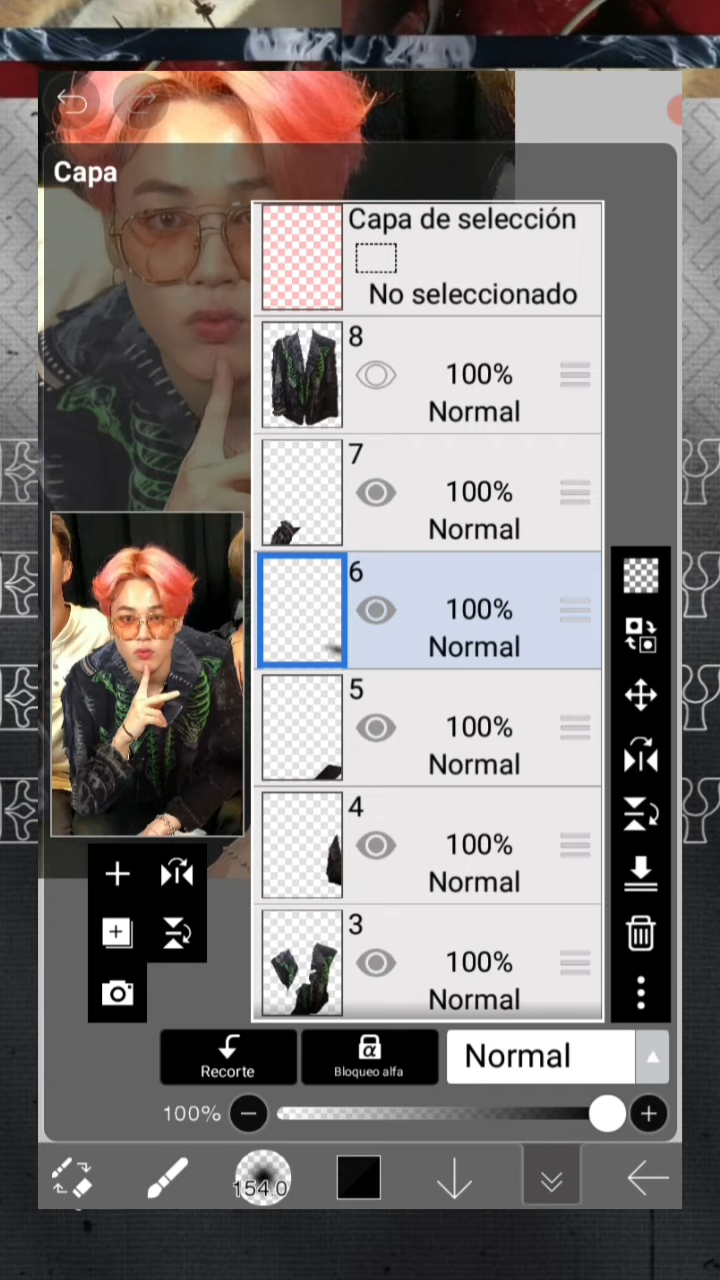 Capa
Capa de selección
No seleccionado
8
100%
Normal
7
100%
Normal
6
100%
Normal
5
100%
Normal
4
100%
Normal
3
100%
Normal
Recorte
α
Bloqueo alfa
Normal
100%
154.0